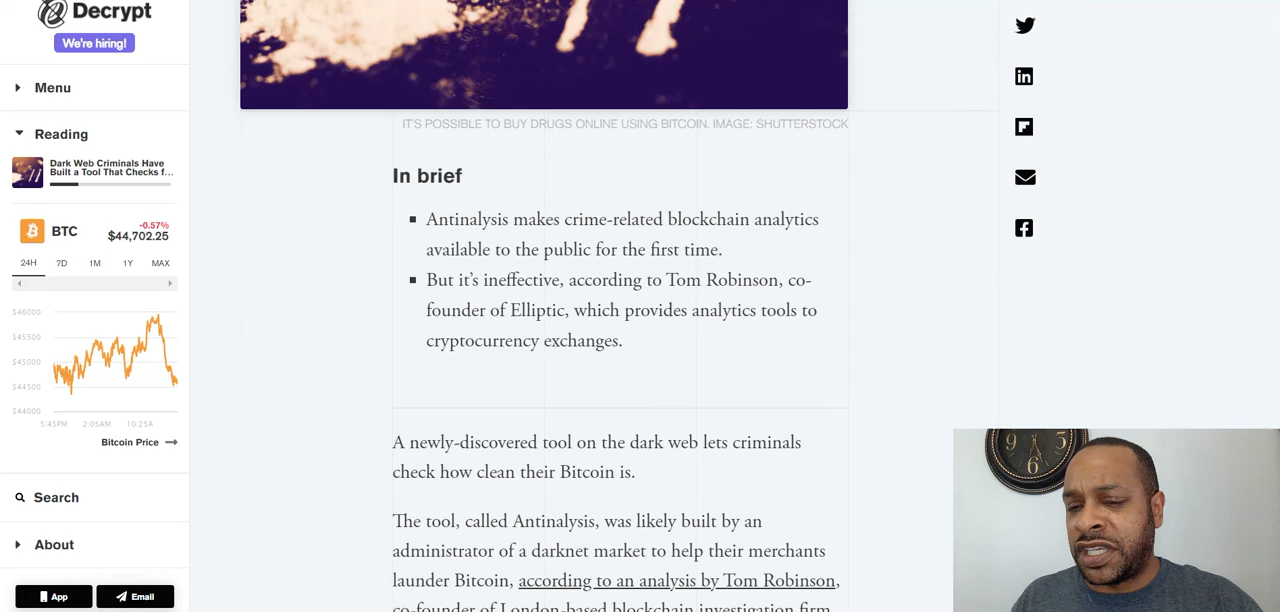 Decrypt
We're hiring!
Menu
Reading
Dark Web Criminals Have
Built a Tool That Checks f...
BTC
-0.57%
$44,702.25
24H 7D 1M 1Y MAX
$46000
$45500
$45000
$44500
$44000
5:45PM 2:05AM 10:25A
Bitcoin Price
Search
About
App
Email
IT'S POSSIBLE TO BUY DRUGS ONLINE USING BITCOIN. IMAGE: SHUTTERSTOCK
In brief
Antinalysis makes crime-related blockchain analytics
available to the public for the first time.
But it's ineffective, according to Tom Robinson, co-
founder of Elliptic, which provides analytics tools to
cryptocurrency exchanges.
A newly-discovered tool on the dark web lets criminals
check how clean their Bitcoin is.
The tool, called Antinalysis, was likely built by an
administrator of a darknet market to help their merchants
launder Bitcoin, according to an analysis by Tom Robinson,
co-founder of London-based blockchain investigation firm